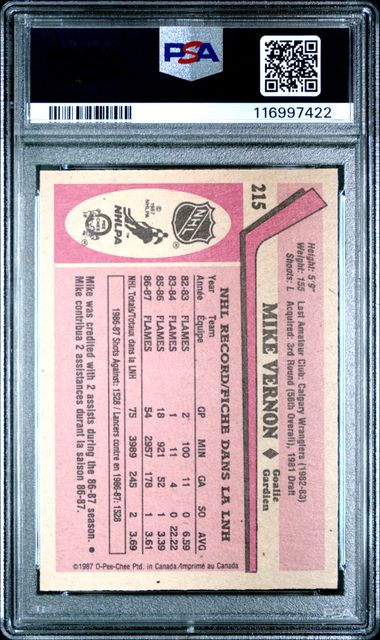 PSA
116997422
215
Height: 5'9"
Weight: 155
Shoots: L
Last Amateur Club: Calgary Wranglers (1982-83)
Acquired: 3rd Round (56th Overall), 1981 Draft
MIKE VERNON ♦ Goalie
Gardien
NHL
1987
NHLPA
NHLPA
NHL RECORD/FICHE DANS LA LNH
Year Team
Année Équipe GP MIN GA SO AVG
82-83 FLAMES 2 100 11 0 6.59
83-84 FLAMES 1 11 4 0 22.22
85-86 FLAMES 18 921 52 1 3.39
86-87 FLAMES 54 2957 178 1 3.61
NHL Totals/Totaux dans la LNH 75 3989 245 2 3.69
1986-87 Shots Against: 1528 / Lancers contre en 1986-87: 1528
Mike was credited with 2 assists during the 86-87 season. •
Mike contribua 2 assistances durant la saison 86-87.
©1987 O-Pee-Chee Ptd. in Canada/Imprimé au Canada